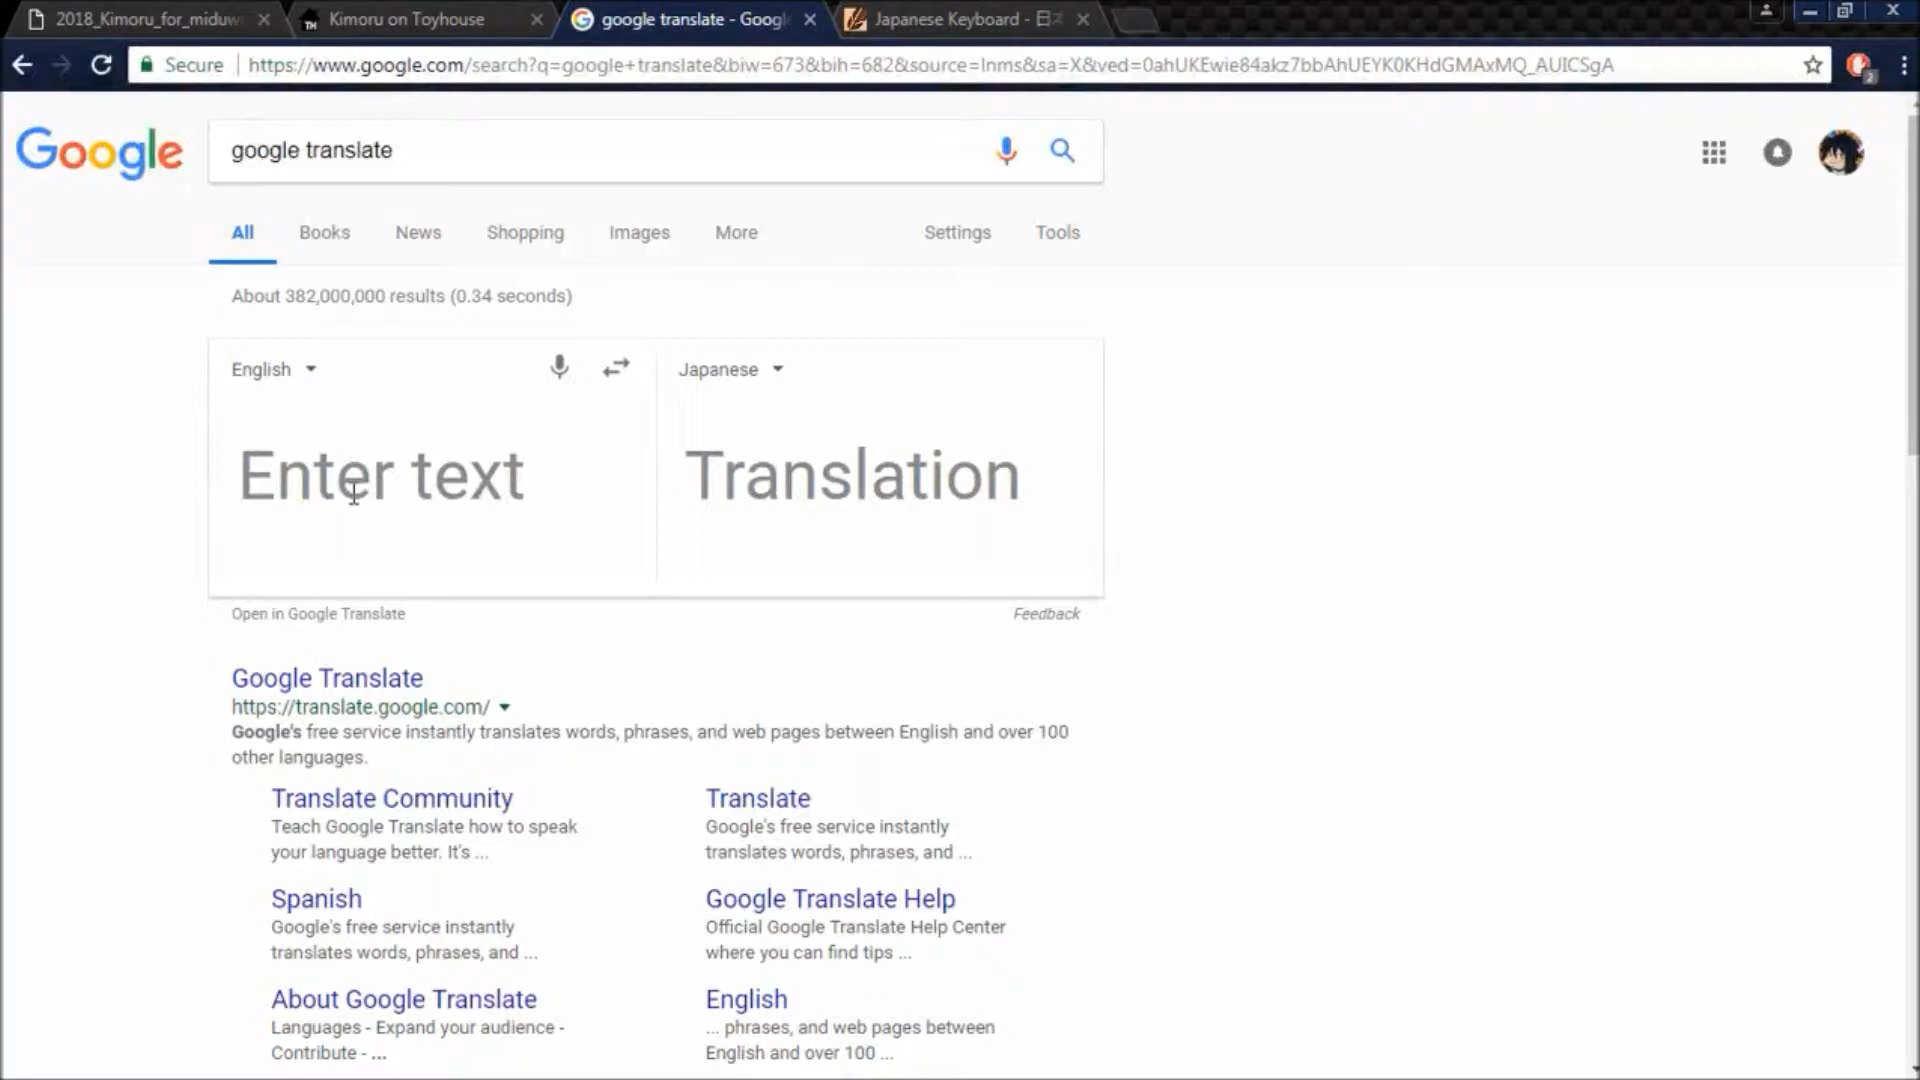 2018_Kimoru_for_miduw
Kimoru on Toyhouse
google translate - Googl
Japanese Keyboard - 日
Secure https://www.google.com/search?q=google+translate&biw=673&bih=682&source=lnms&sa=X&ved=0ahUKEwie84akz7bbAhUEYK0KHdGMAxMQ_AUICSgA
2
Google
google translate
All Books News Shopping Images More Settings Tools
About 382,000,000 results (0.34 seconds)
English Japanese
Enter text Translation
Open in Google Translate Feedback
Google Translate
https://translate.google.com/
Google's free service instantly translates words, phrases, and web pages between English and over 100
other languages.
Translate Community
Teach Google Translate how to speak
your language better. It's ...
Translate
Google's free service instantly
translates words, phrases, and ...
Spanish
Google's free service instantly
translates words, phrases, and ...
Google Translate Help
Official Google Translate Help Center
where you can find tips ...
About Google Translate
Languages - Expand your audience -
Contribute - ...
English
... phrases, and web pages between
English and over 100 ...